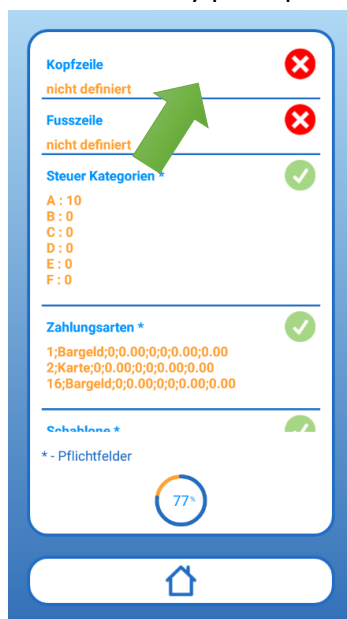 Kopfzeile
nicht definiert
Fusszeile
nicht definiert
Steuer Kategorien *
A : 10
B : 0
C : 0
D : 0
E : 0
F : 0
Zahlungsarten *
1;Bargeld;0;0.00;0;0;0.00;0.00
2;Karte;0;0.00;0;0;0.00;0.00
16;Bargeld;0;0.00;0;0;0.00;0.00
Schablone *
* - Pflichtfelder
77%